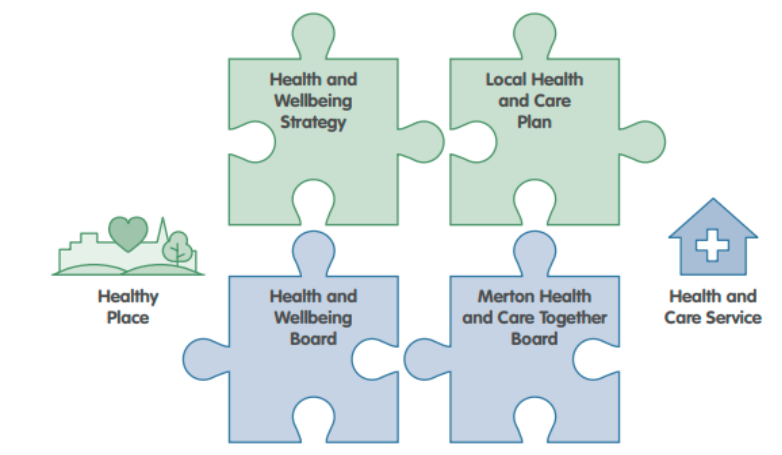 Health and
Wellbeing
Strategy
Local Health
and Care
Plan
Healthy
Place
Health and
Wellbeing
Board
Merton Health
and Care Together
Board
Health and
Care Service